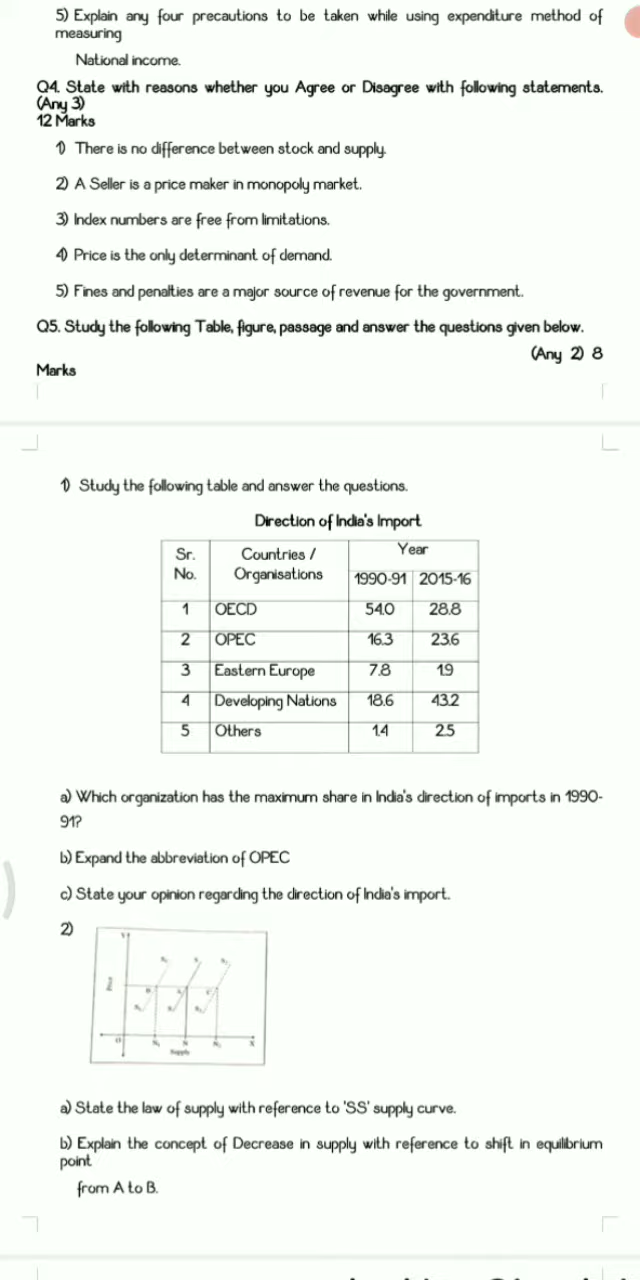 5) Explain any four precautions to be taken while using expenditure method of
measuring
National income.
Q4. State with reasons whether you Agree or Disagree with following statements.
(Any 3)
12 Marks
1) There is no difference between stock and supply.
2) A Seller is a price maker in monopoly market.
3) Index numbers are free from limitations.
4) Price is the only determinant of demand.
5) Fines and penalties are a major source of revenue for the government.
Q5. Study the following Table, figure, passage and answer the questions given below.
(Any 2) 8
Marks
1) Study the following table and answer the questions.
Direction of India's Import
Sr. No. Countries / Organisations Year
1990-91 2015-16
1 OECD 54.0 28.8
2 OPEC 16.3 23.6
3 Eastern Europe 7.8 1.9
4 Developing Nations 18.6 43.2
5 Others 1.4 2.5
a) Which organization has the maximum share in India's direction of imports in 1990-
91?
b) Expand the abbreviation of OPEC
c) State your opinion regarding the direction of India's import.
2)
Y
Price
O
X
Supply
a) State the law of supply with reference to 'SS' supply curve.
b) Explain the concept of Decrease in supply with reference to shift in equilibrium
point
from A to B.